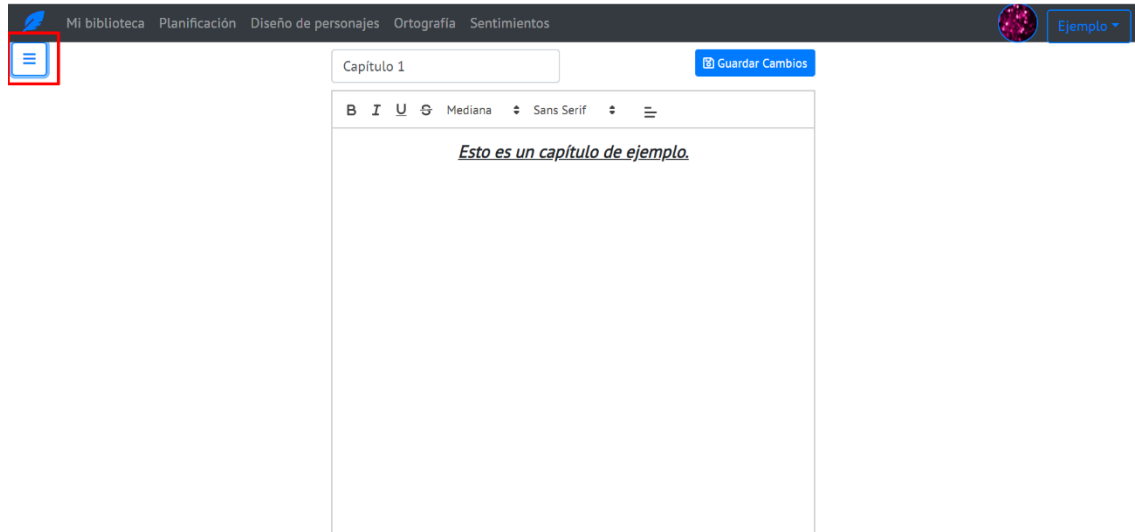 Mi biblioteca Planificación Diseño de personajes Ortografía Sentimientos Ejemplo
Capítulo 1 Guardar Cambios
B I U S Mediana Sans Serif
Esto es un capítulo de ejemplo.